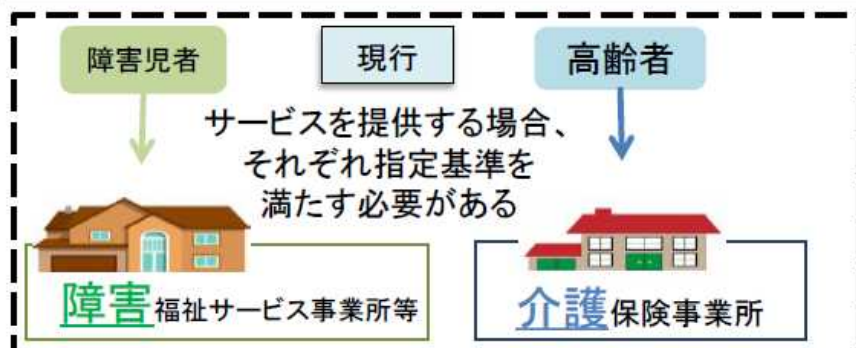 障害児者
現行
高齢者
サービスを提供する場合、
それぞれ指定基準を
満たす必要がある
障害福祉サービス事業所等
介護保険事業所